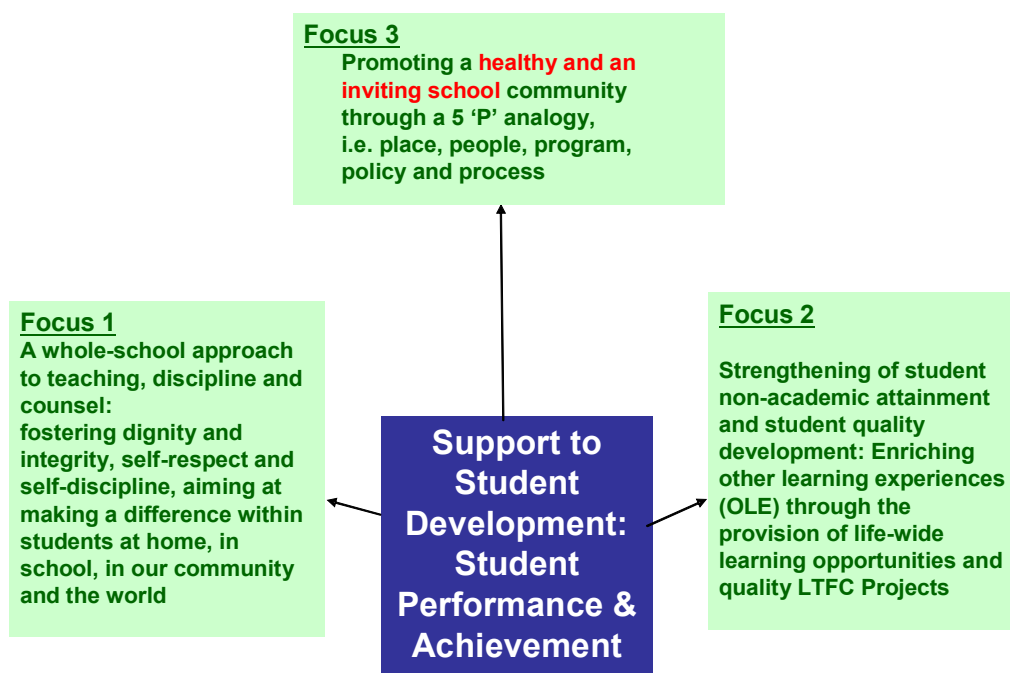 Focus 3
Promoting a healthy and an
inviting school community
through a 5 ‘P’ analogy,
i.e. place, people, program,
policy and process
Focus 1
A whole-school approach
to teaching, discipline and
counsel:
fostering dignity and
integrity, self-respect and
self-discipline, aiming at
making a difference within
students at home, in
school, in our community
and the world
Focus 2
Strengthening of student
non-academic attainment
and student quality
development: Enriching
other learning experiences
(OLE) through the
provision of life-wide
learning opportunities and
quality LTFC Projects
Support to
Student
Development:
Student
Performance &
Achievement